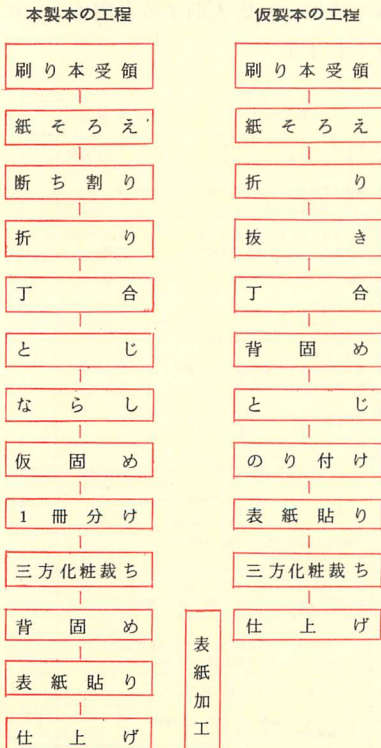 本製本の工程
刷り本受領
紙そろえ
断ち割り
折り
丁合
とじ
ならし
仮固め
1冊分け
三方化粧裁ち
背固め
表紙貼り
仕上げ
表紙加工
仮製本の工程
刷り本受領
紙そろえ
折り
抜き
丁合
背固め
とじ
のり付け
表紙貼り
三方化粧裁ち
仕上げ